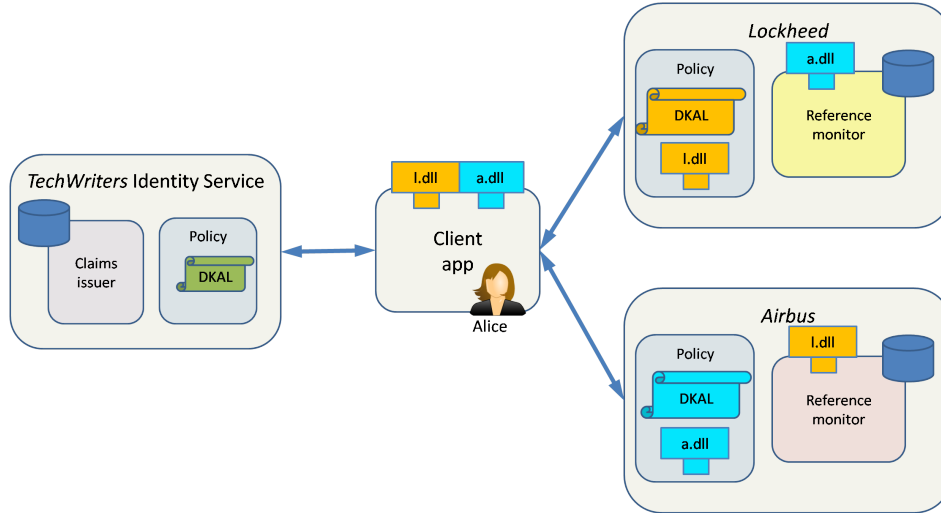 TechWriters Identity Service
Claims
issuer
Policy
DKAL
l.dll
a.dll
Client
app
Alice
Lockheed
Policy
DKAL
l.dll
a.dll
Reference
monitor
Airbus
Policy
DKAL
a.dll
l.dll
Reference
monitor